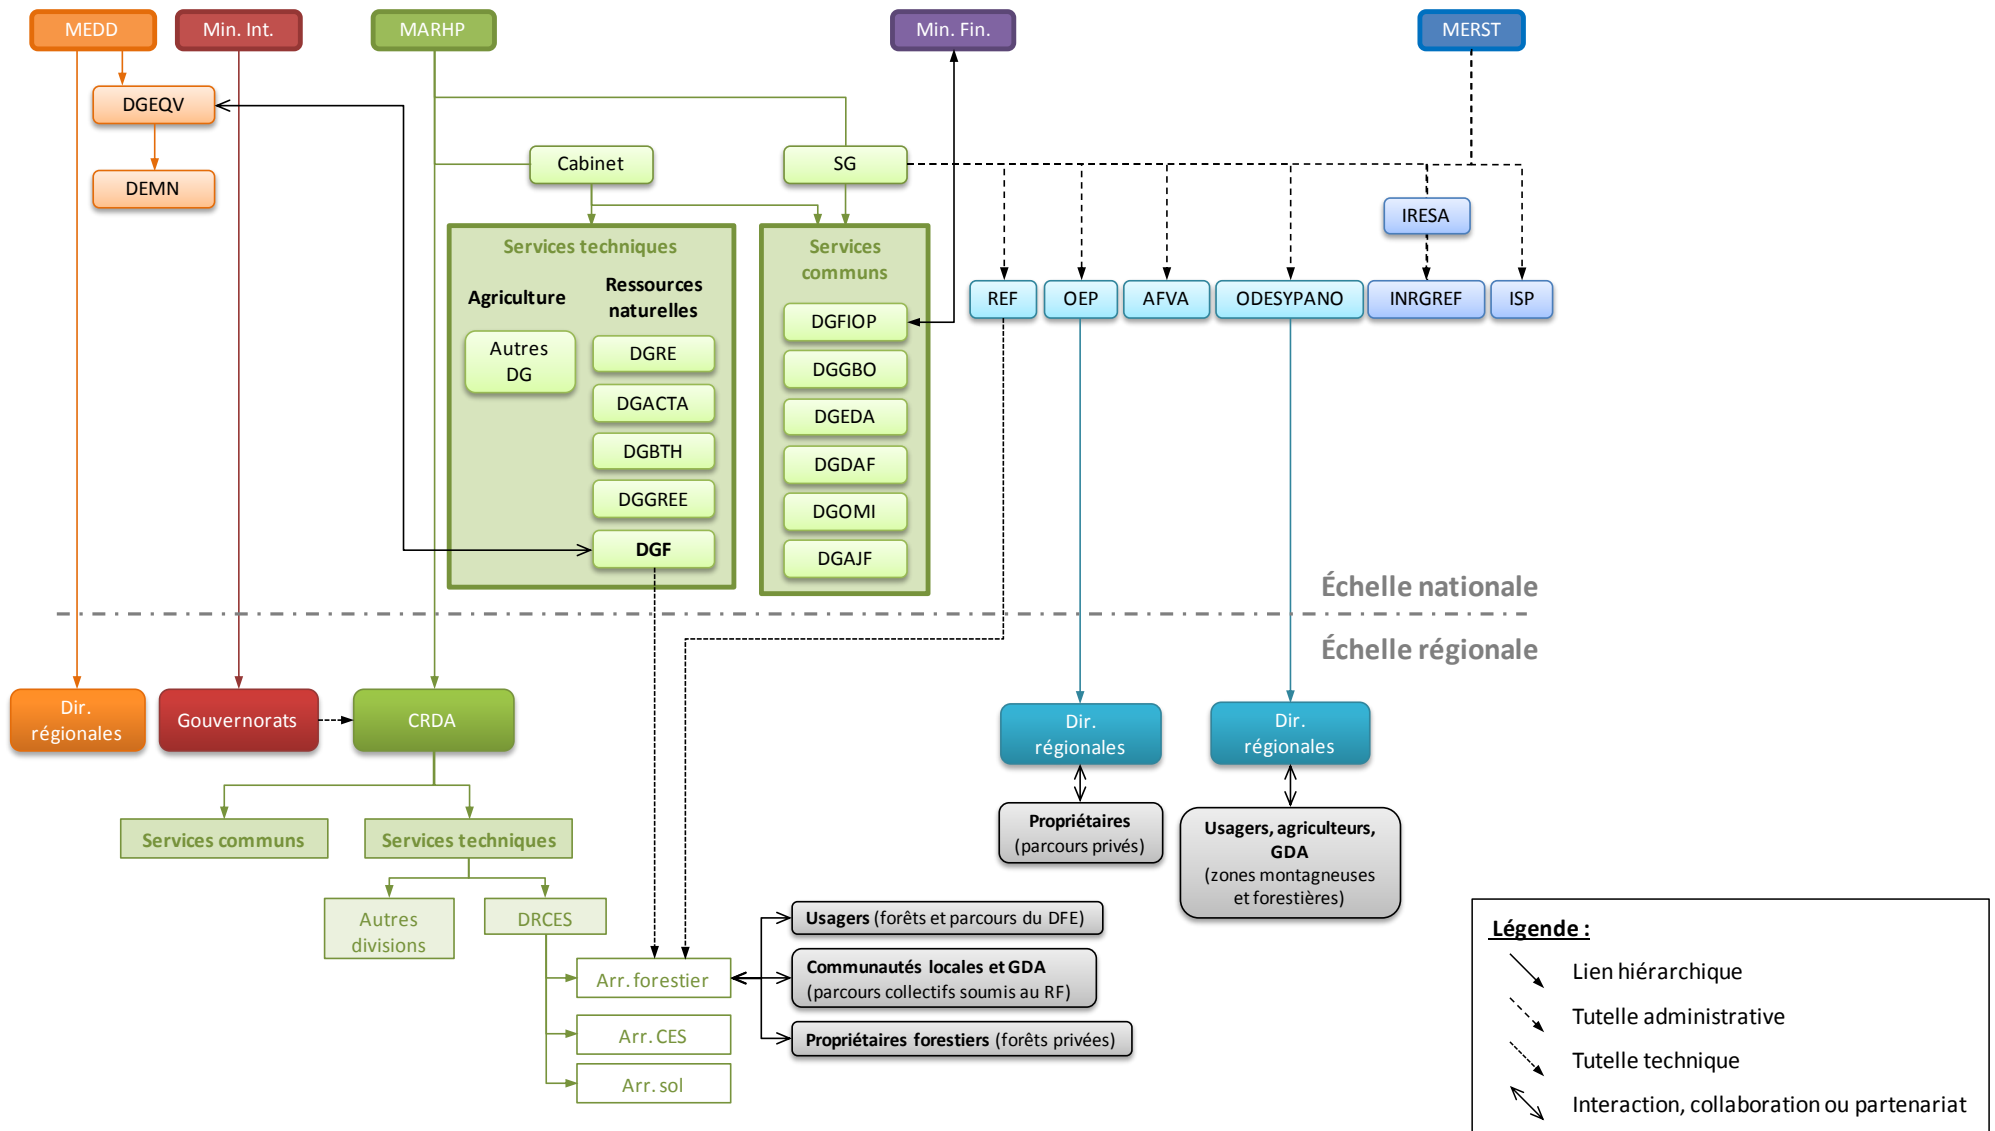 MEDD
Min. Int.
MARHP
Min. Fin.
MERST
DGEQV
DEMN
Cabinet
SG
IRESA
Services techniques
Agriculture
Ressources
naturelles
Autres
DG
DGRE
DGACTA
DGBTH
DGGREE
DGF
Services
communs
DGFIOP
DGGBO
DGEDA
DGDAF
DGOMI
DGAJF
REF
OEP
AFVA
ODESYPANO
INRGREF
ISP
Échelle nationale
Échelle régionale
Dir.
régionales
Gouvernorats
CRDA
Dir.
régionales
Dir.
régionales
Services communs
Services techniques
Propriétaires
(parcours privés)
Usagers, agriculteurs,
GDA
(zones montagneuses
et forestières)
Autres
divisions
DRCES
Arr. forestier
Arr. CES
Arr. sol
Usagers (forêts et parcours du DFE)
Communautés locales et GDA
(parcours collectifs soumis au RF)
Propriétaires forestiers (forêts privées)
Légende :
Lien hiérarchique
Tutelle administrative
Tutelle technique
Interaction, collaboration ou partenariat